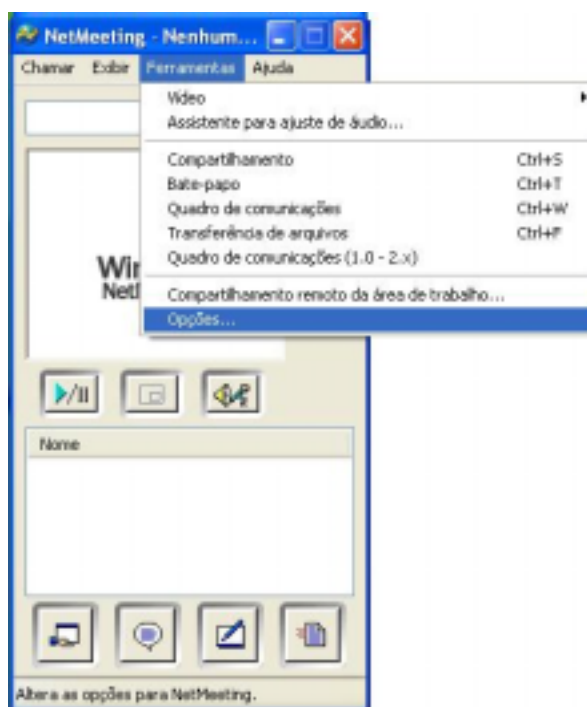 NetMeeting - Nenhum...
Chamar Exibir Ferramentas Ajuda
Vídeo
Assistente para ajuste de áudio...
Compartilhamento Ctrl+S
Bate-papo Ctrl+T
Quadro de comunicações Ctrl+W
Transferência de arquivos Ctrl+F
Quadro de comunicações (1.0 - 2.x)
Win
Net
Compartilhamento remoto da área de trabalho...
Opções...
Nome
Altera as opções para NetMeeting.